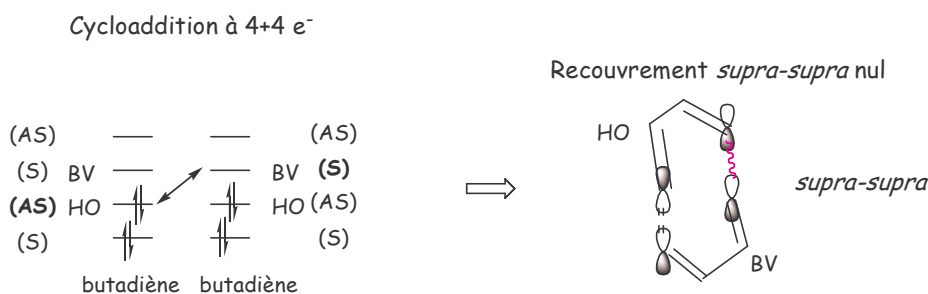 Cycloaddition à 4+4 e-
Recouvrement supra-supra nul
HO
(AS) (AS)
(S) BV BV (S)
supra-supra
(AS) HO HO (AS)
(S) (S)
BV
butadiène butadiène